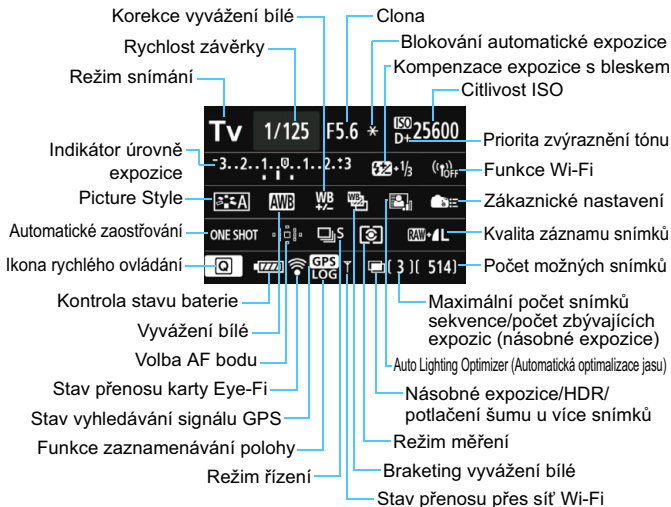 Korekce vyvážení bílé
Clona
Rychlost závěrky
Blokování automatické expozice
Kompenzace expozice s bleskem
Režim snímání
Citlivost ISO
Tv 1/125 F5.6 * ISO D+ 25600
Priorita zvýraznění tónu
Indikátor úrovně
expozice
-3..2..1..0..1..2..+3 +1/3 OFF
Funkce Wi-Fi
Picture Style
A AWB WB +/- WB
Zákaznické nastavení
Automatické zaostřování
ONE SHOT S RAW+L
Kvalita záznamu snímků
Ikona rychlého ovládání
Q GPS LOG ( 3 )[ 514]
Počet možných snímků
Kontrola stavu baterie
Maximální počet snímků
sekvence/počet zbývajících
expozic (násobné expozice)
Vyvážení bílé
Volba AF bodu
Auto Lighting Optimizer (Automatická optimalizace jasu)
Stav přenosu karty Eye-Fi
Násobné expozice/HDR/
potlačení šumu u více snímků
Stav vyhledávání signálu GPS
Funkce zaznamenávání polohy
Režim měření
Režim řízení
Braketing vyvážení bílé
Stav přenosu přes síť Wi-Fi